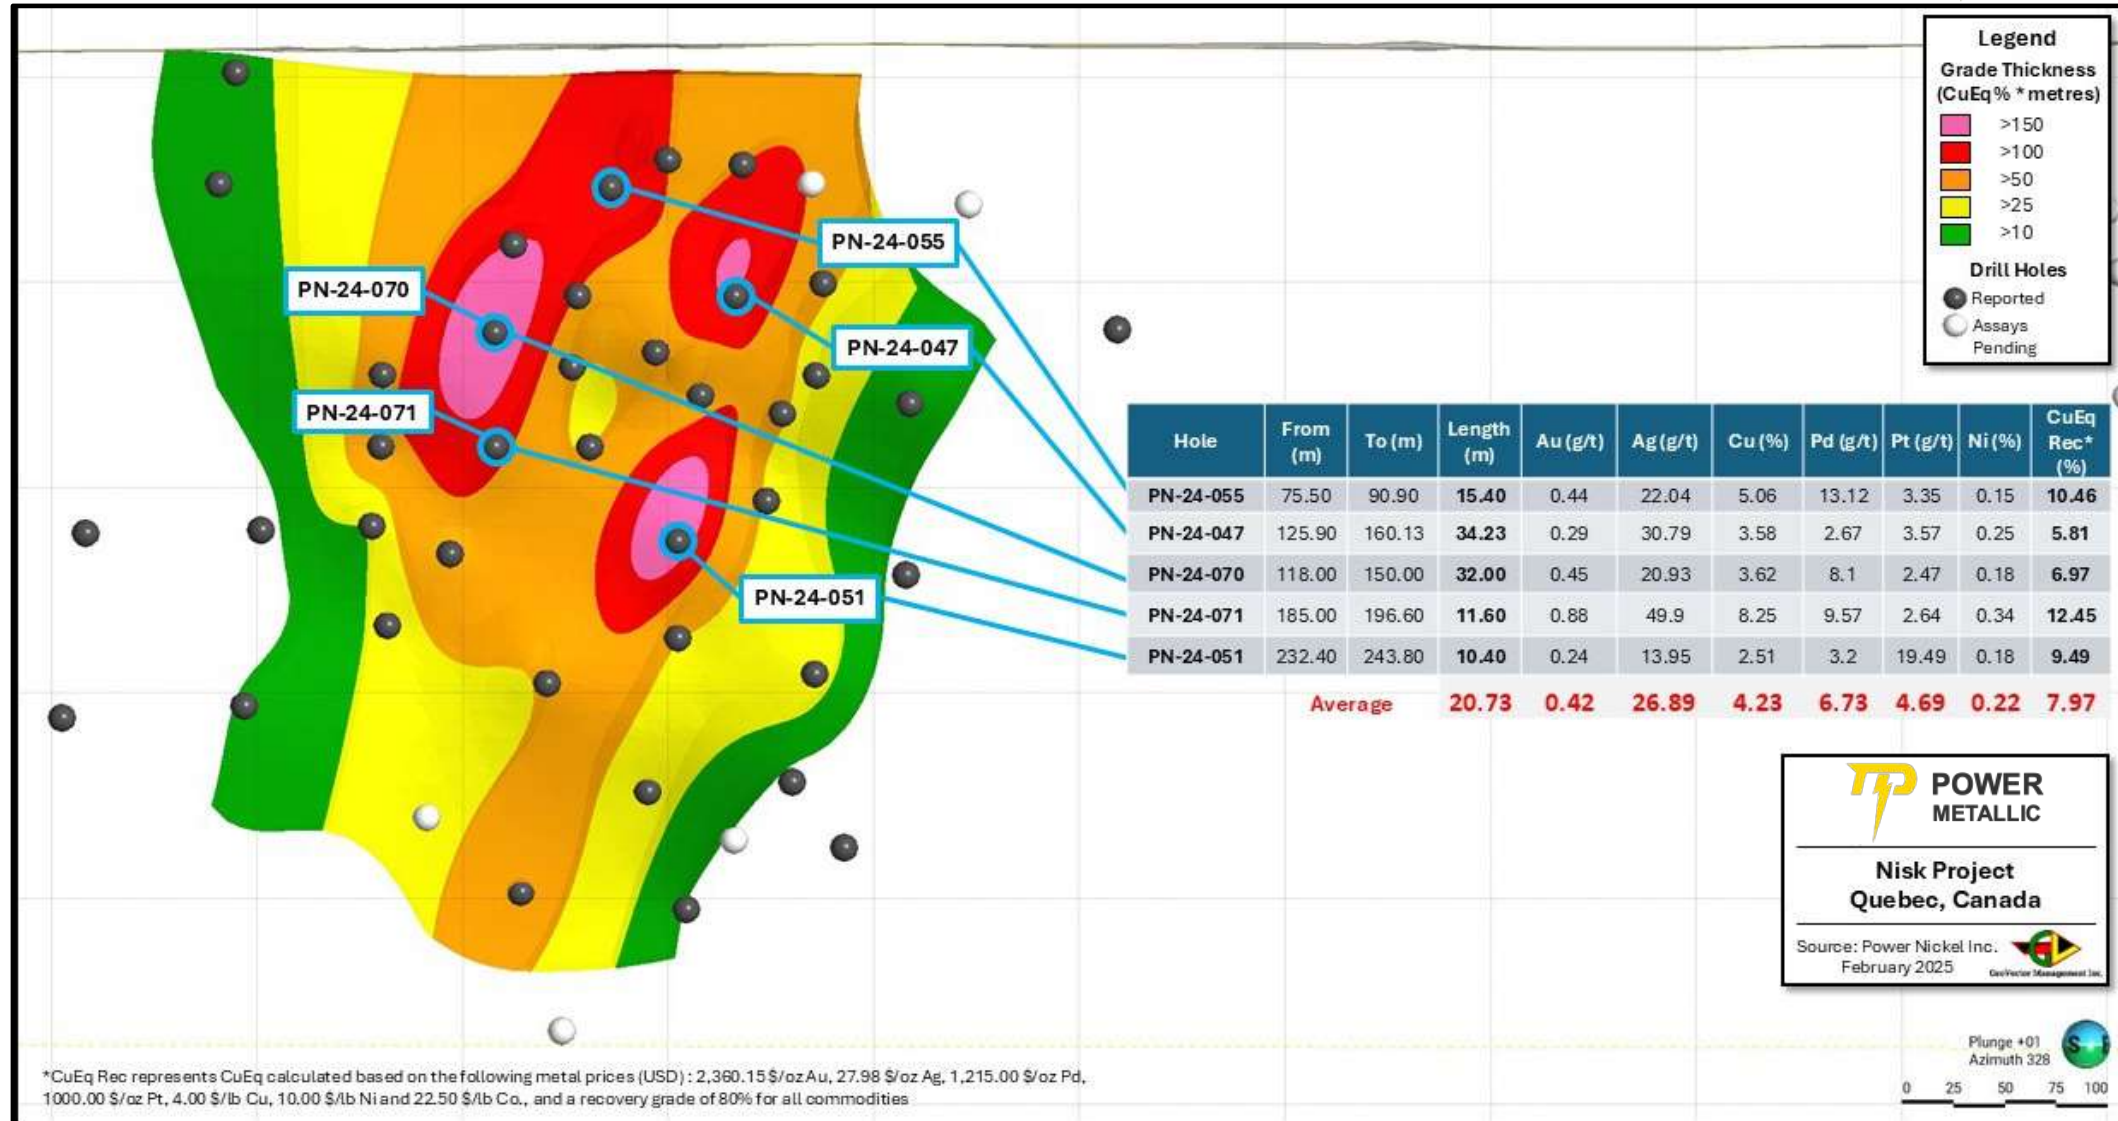 Legend
Grade Thickness
(CuEq% * metres)
>150
>100
>50
>25
>10
Drill Holes
Reported
Assays
Pending
PN-24-055
PN-24-070
PN-24-047
PN-24-071
PN-24-051
Hole From (m) To (m) Length (m) Au (g/t) Ag (g/t) Cu (%) Pd (g/t) Pt (g/t) Ni (%) CuEq Rec* (%)
PN-24-055 75.50 90.90 15.40 0.44 22.04 5.06 13.12 3.35 0.15 10.46
PN-24-047 125.90 160.13 34.23 0.29 30.79 3.58 2.67 3.57 0.25 5.81
PN-24-070 118.00 150.00 32.00 0.45 20.93 3.62 8.1 2.47 0.18 6.97
PN-24-071 185.00 196.60 11.60 0.88 49.9 8.25 9.57 2.64 0.34 12.45
PN-24-051 232.40 243.80 10.40 0.24 13.95 2.51 3.2 19.49 0.18 9.49
Average 20.73 0.42 26.89 4.23 6.73 4.69 0.22 7.97
POWER
METALLIC
Nisk Project
Quebec, Canada
Source: Power Nickel Inc.
February 2025
GeoVector Management Inc.
Plunge +01
Azimuth 328
S
0 25 50 75 100
*CuEq Rec represents CuEq calculated based on the following metal prices (USD) : 2,360.15 $/oz Au, 27.98 $/oz Ag, 1,215.00 $/oz Pd,
1000.00 $/oz Pt, 4.00 $/lb Cu, 10.00 $/lb Ni and 22.50 $/lb Co., and a recovery grade of 80% for all commodities